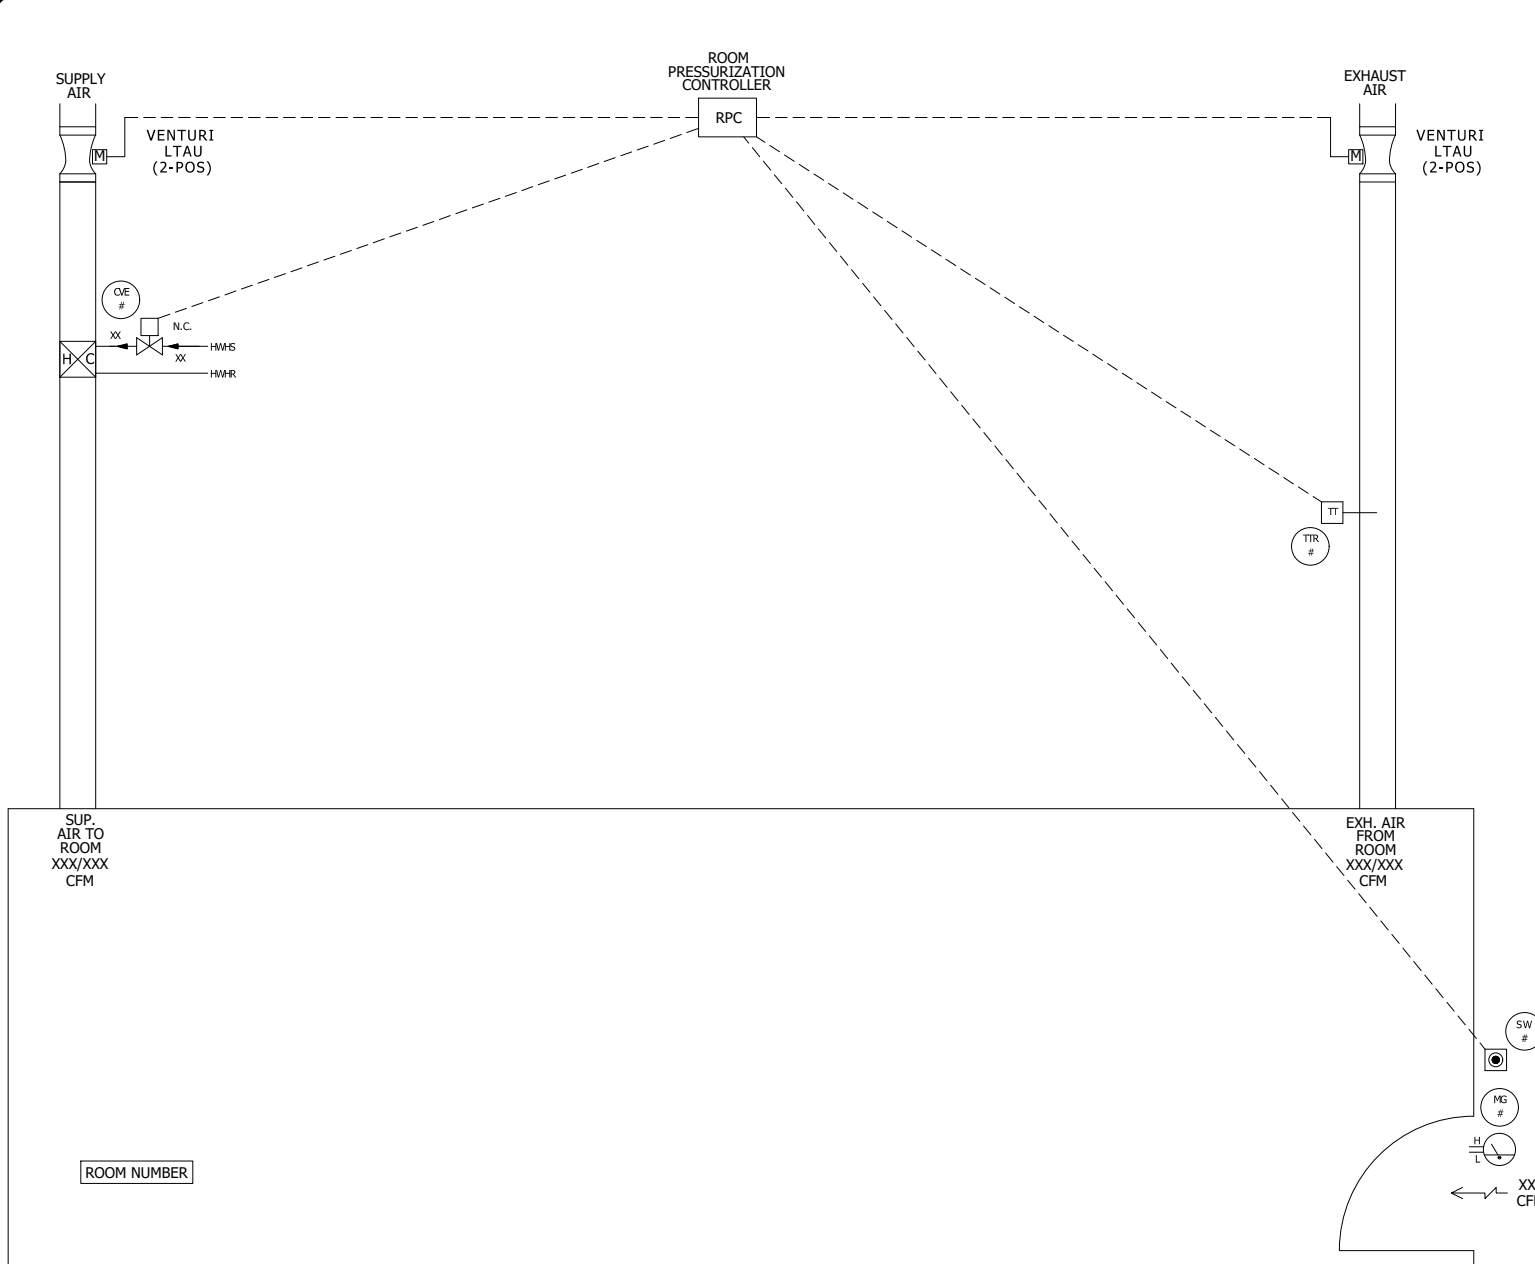 ROOM
PRESSURIZATION
CONTROLLER
SUPPLY
AIR
EXHAUST
AIR
RPC
VENTURI
LTAU
(2-POS)
M
M
VENTURI
LTAU
(2-POS)
CVE
#
N.C.
XX
HWHS
XX
H C
HWHR
TT
TTR
#
SUP.
AIR TO
ROOM
XXX/XXX
CFM
EXH. AIR
FROM
ROOM
XXX/XXX
CFM
SW
#
MG
#
H
L
ROOM NUMBER
XX